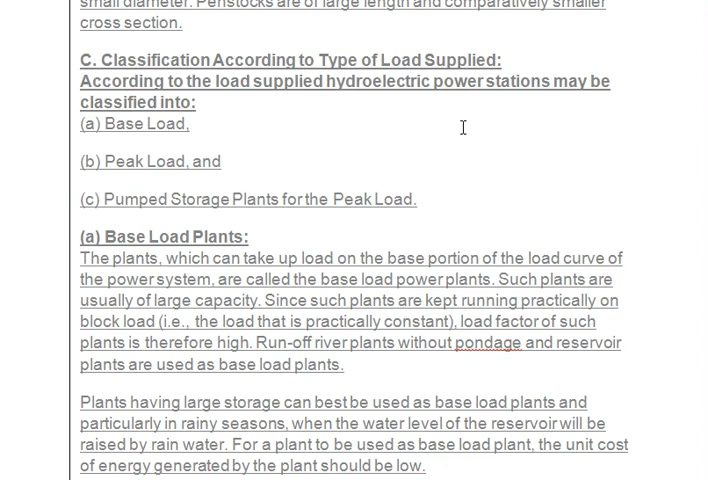 small diameter. Penstocks are of large length and comparatively smaller
cross section.
C. Classification According to Type of Load Supplied:
According to the load supplied hydroelectric power stations may be
classified into:
(a) Base Load,
(b) Peak Load, and
(c) Pumped Storage Plants for the Peak Load.
(a) Base Load Plants:
The plants, which can take up load on the base portion of the load curve of
the power system, are called the base load power plants. Such plants are
usually of large capacity. Since such plants are kept running practically on
block load (i.e., the load that is practically constant), load factor of such
plants is therefore high. Run-off river plants without pondage and reservoir
plants are used as base load plants.
Plants having large storage can best be used as base load plants and
particularly in rainy seasons, when the water level of the reservoir will be
raised by rain water. For a plant to be used as base load plant, the unit cost
of energy generated by the plant should be low.